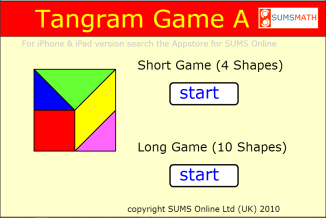 Tangram Game A
SUMSMATH
For iPhone & iPad version search the Appstore for SUMS Online
Short Game (4 Shapes)
start
Long Game (10 Shapes)
start
copyright SUMS Online Ltd (UK) 2010